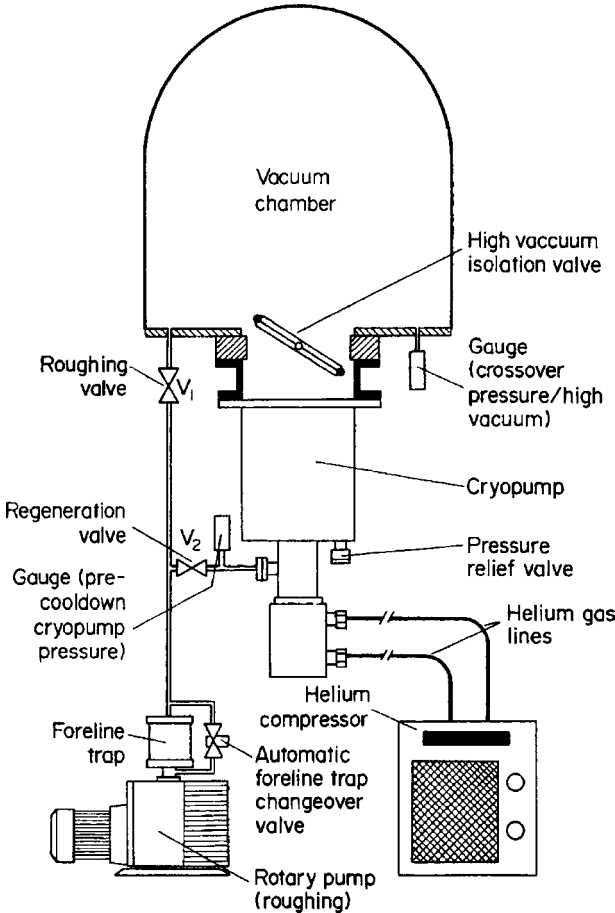 Vacuum
chamber
High vaccuum
isolation valve
Roughing
valve
V1
Gauge
(crossover
pressure/high
vacuum)
Cryopump
Regeneration
valve
V2
Gauge (pre-
cooldown
cryopump
pressure)
Pressure
relief valve
Helium gas
lines
Helium
compressor
Foreline
trap
Automatic
foreline trap
changeover
valve
Rotary pump
(roughing)